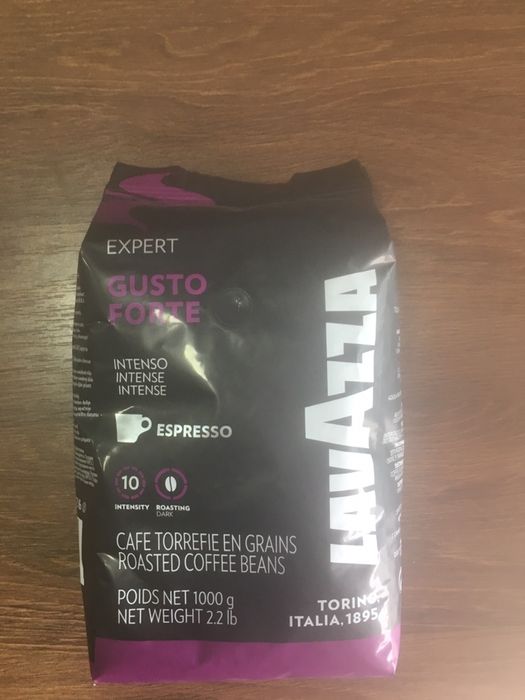 EXPERT
GUSTO
FORTE
INTENSO
INTENSE
INTENSE
ESPRESSO
10
INTENSITY
ROASTING
DARK
CAFE TORREFIE EN GRAINS
ROASTED COFFEE BEANS
POIDS NET 1000 g
NET WEIGHT 2.2 lb
LAVAZZA
TORINO,
ITALIA, 1895